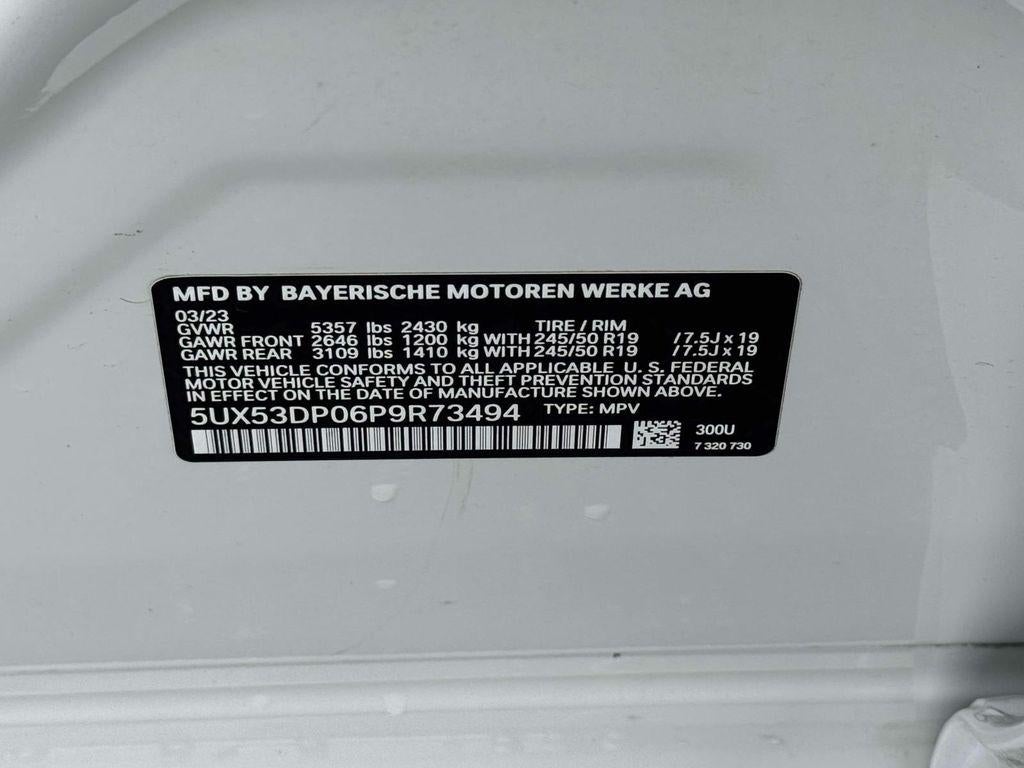 MFD BY BAYERISCHE MOTOREN WERKE AG
03/23
GVWR 5357 lbs 2430 kg TIRE / RIM
GAWR FRONT 2646 lbs 1200 kg WITH 245/50 R19 / 7.5J x 19
GAWR REAR 3109 lbs 1410 kg WITH 245/50 R19 / 7.5J x 19
THIS VEHICLE CONFORMS TO ALL APPLICABLE U. S. FEDERAL
MOTOR VEHICLE SAFETY AND THEFT PREVENTION STANDARDS
IN EFFECT ON THE DATE OF MANUFACTURE SHOWN ABOVE.
5UX53DP06P9R73494 TYPE: MPV
300U
7 320 730